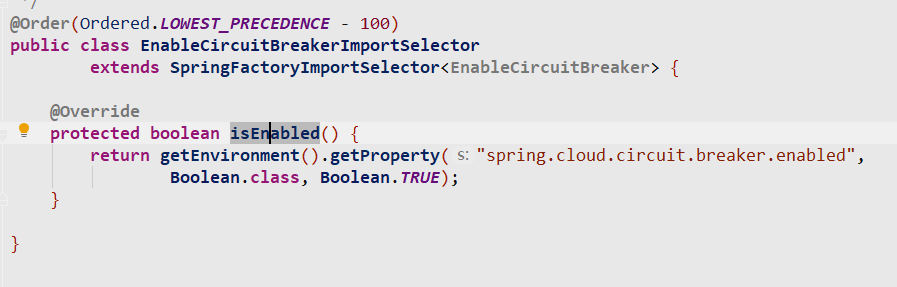 */
@Order(Ordered.LOWEST_PRECEDENCE - 100)
public class EnableCircuitBreakerImportSelector
extends SpringFactoryImportSelector<EnableCircuitBreaker> {
@Override
protected boolean isEnabled() {
return getEnvironment().getProperty( s: "spring.cloud.circuit.breaker.enabled",
Boolean.class, Boolean.TRUE);
}
}